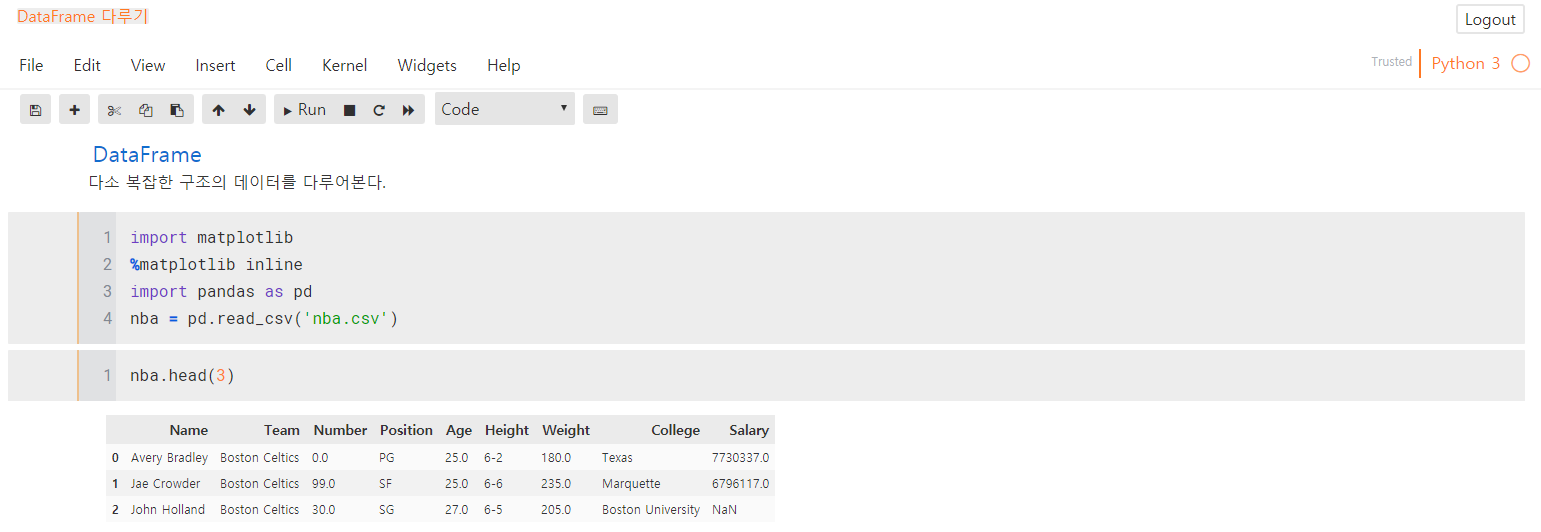 DataFrame 다루기
Logout
File Edit View Insert Cell Kernel Widgets Help
Trusted Python 3
Run Code
DataFrame
다소 복잡한 구조의 데이터를 다루어본다.
1 import matplotlib
2 %matplotlib inline
3 import pandas as pd
4 nba = pd.read_csv('nba.csv')
1 nba.head(3)
Name Team Number Position Age Height Weight College Salary
0 Avery Bradley Boston Celtics 0.0 PG 25.0 6-2 180.0 Texas 7730337.0
1 Jae Crowder Boston Celtics 99.0 SF 25.0 6-6 235.0 Marquette 6796117.0
2 John Holland Boston Celtics 30.0 SG 27.0 6-5 205.0 Boston University NaN